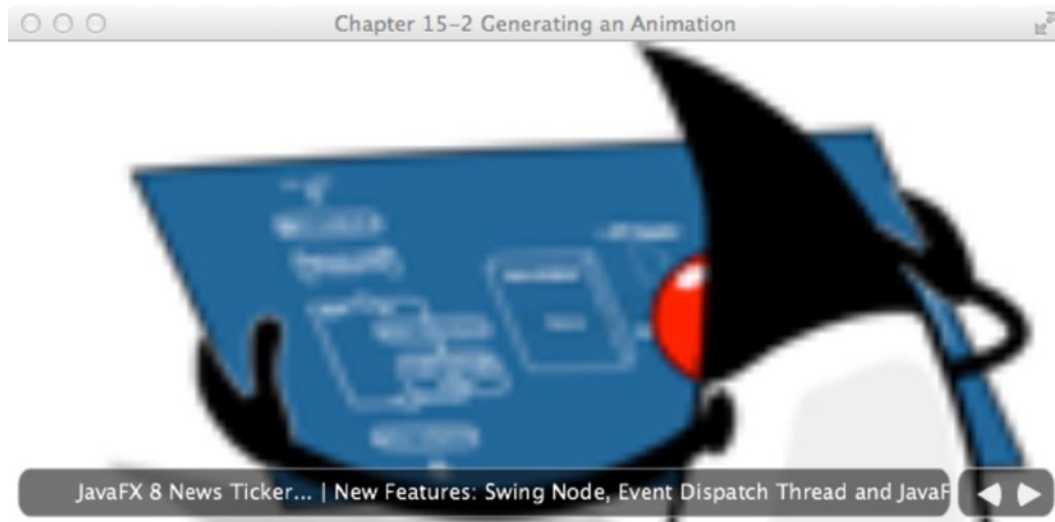 Chapter 15-2 Generating an Animation
JavaFX 8 News Ticker... | New Features: Swing Node, Event Dispatch Thread and JavaF